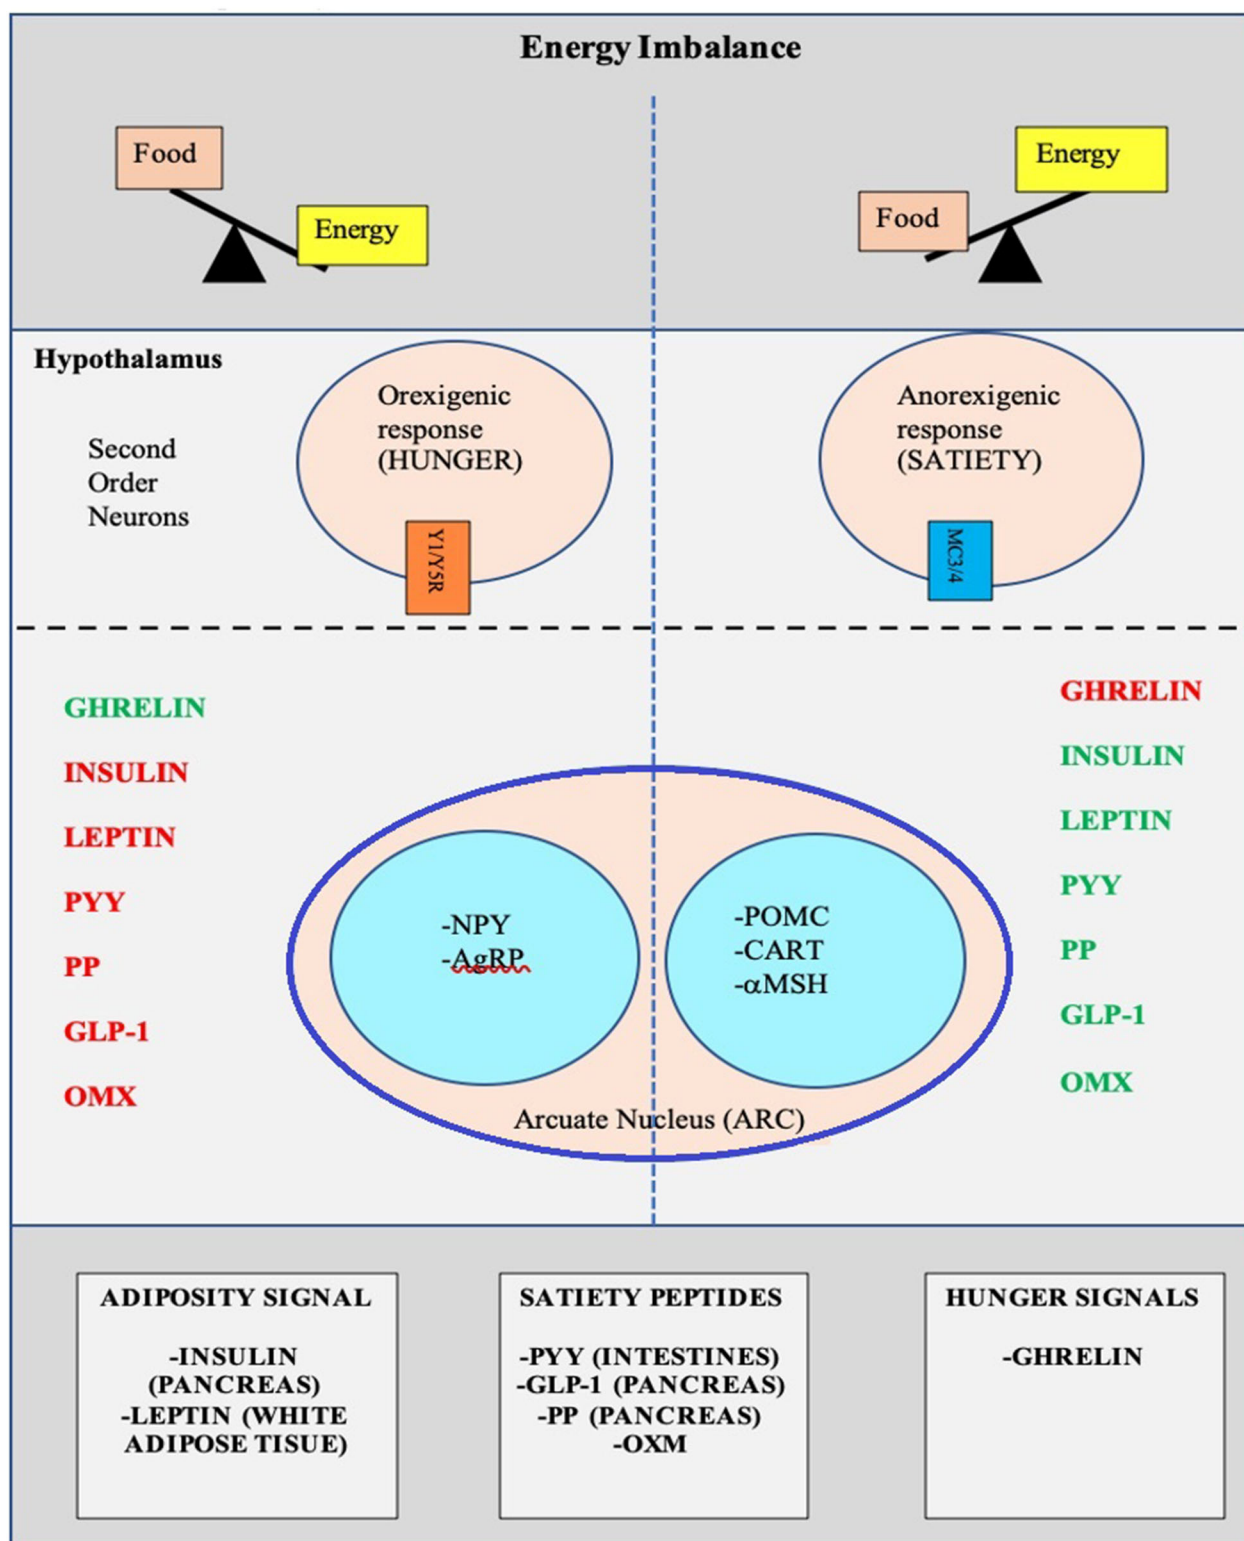 Energy Imbalance
Food
Energy
Energy
Food
Hypothalamus
Second
Order
Neurons
Orexigenic
response
(HUNGER)
Y1/Y5R
Anorexigenic
response
(SATIETY)
MC3/4
GHRELIN
INSULIN
LEPTIN
PYY
PP
GLP-1
OMX
-NPY
-AgRP
-POMC
-CART
-αMSH
Arcuate Nucleus (ARC)
GHRELIN
INSULIN
LEPTIN
PYY
PP
GLP-1
OMX
ADIPOSITY SIGNAL
-INSULIN
(PANCREAS)
-LEPTIN (WHITE
ADIPOSE TISUE)
SATIETY PEPTIDES
-PYY (INTESTINES)
-GLP-1 (PANCREAS)
-PP (PANCREAS)
-OXM
HUNGER SIGNALS
-GHRELIN